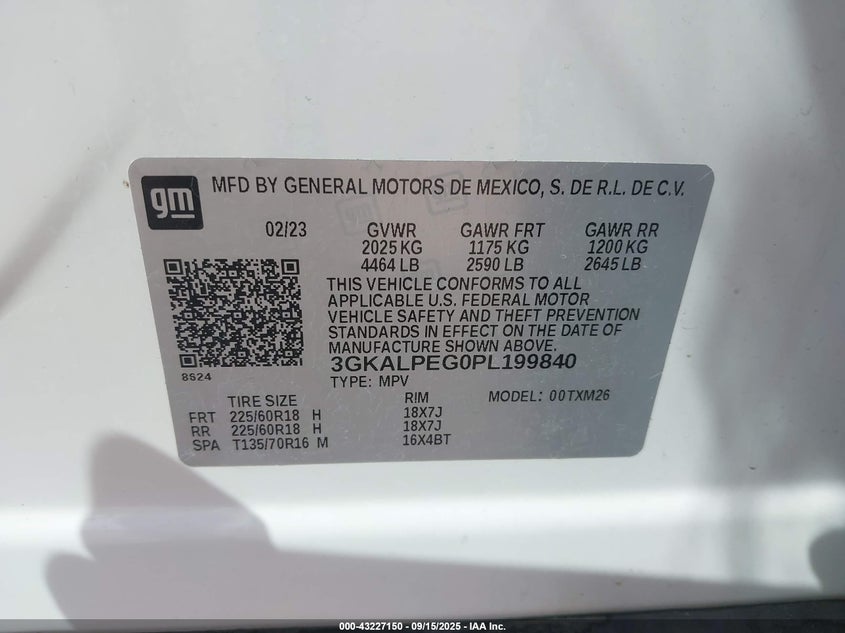 gm MFD BY GENERAL MOTORS DE MEXICO, S. DE R.L. DE C.V.
02/23 GVWR GAWR FRT GAWR RR
2025 KG 1175 KG 1200 KG
4464 LB 2590 LB 2645 LB
THIS VEHICLE CONFORMS TO ALL
APPLICABLE U.S. FEDERAL MOTOR
VEHICLE SAFETY AND THEFT PREVENTION
STANDARDS IN EFFECT ON THE DATE OF
MANUFACTURE SHOWN ABOVE.
3GKALPEG0PL199840
8S24
TYPE: MPV
TIRE SIZE RIM MODEL: 00TXM26
FRT 225/60R18 H 18X7J
RR 225/60R18 H 18X7J
SPA T135/70R16 M 16X4BT
000-43227150 - 09/15/2025 - IAA Inc.